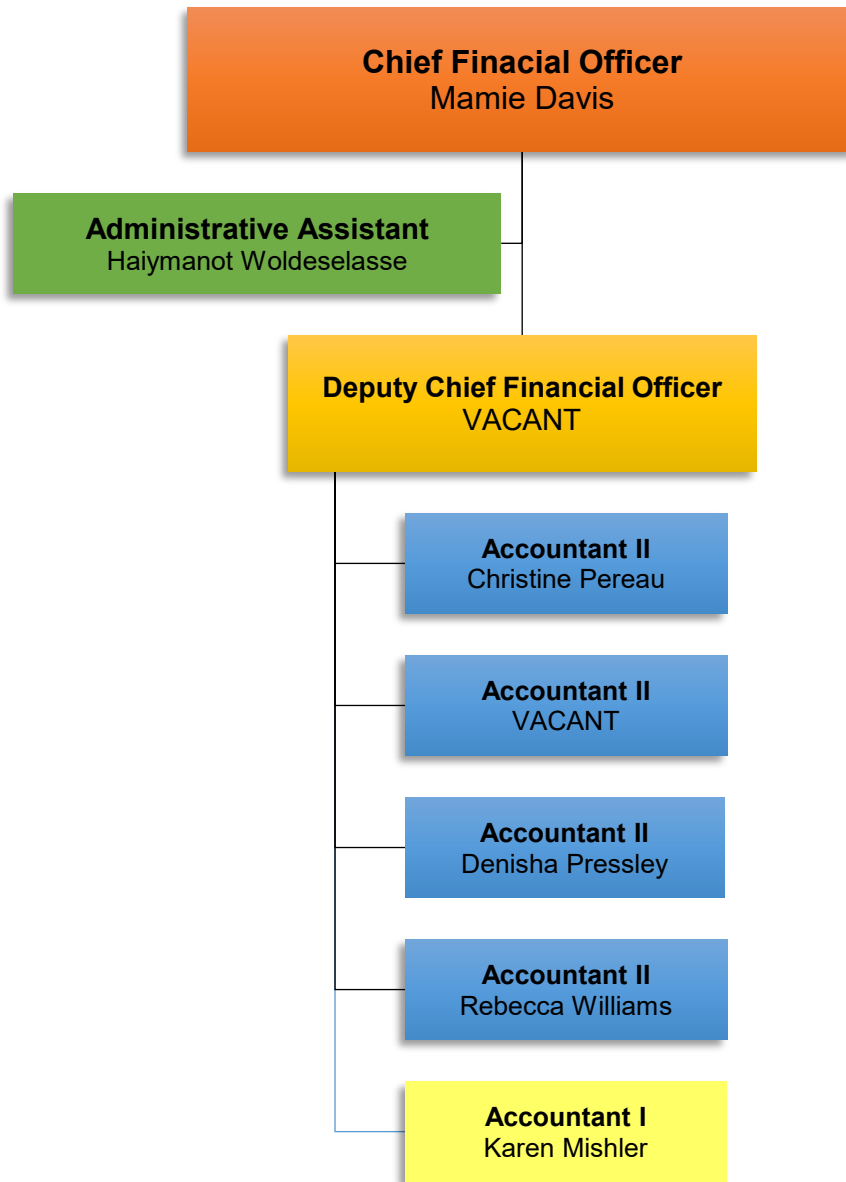 Chief Finacial Officer
Mamie Davis
Administrative Assistant
Haiymanot Woldeselasse
Deputy Chief Financial Officer
VACANT
Accountant II
Christine Pereau
Accountant II
VACANT
Accountant II
Denisha Pressley
Accountant II
Rebecca Williams
Accountant I
Karen Mishler